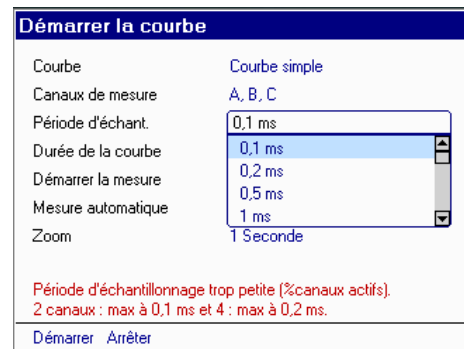 Démarrer la courbe
Courbe Courbe simple
Canaux de mesure A, B, C
Période d'échant. 0,1 ms
Durée de la courbe 0,1 ms
0,2 ms
Démarrer la mesure
0,5 ms
Mesure automatique
1 ms
Zoom 1 Seconde
Période d'échantillonnage trop petite (%canaux actifs).
2 canaux : max à 0,1 ms et 4 : max à 0,2 ms.
Démarrer Arrêter